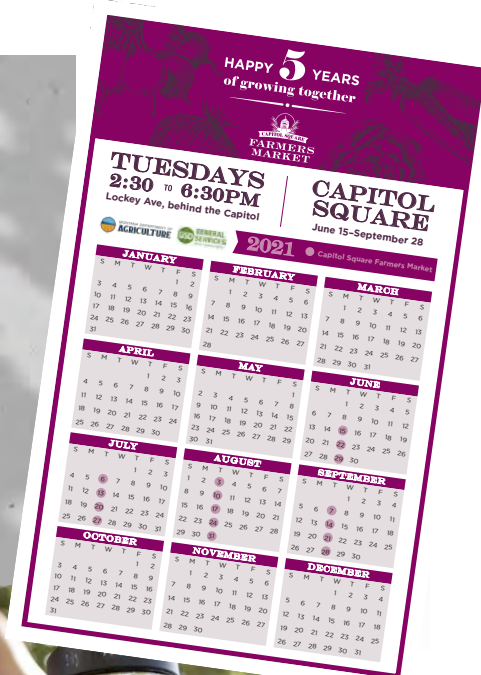 HAPPY 5 YEARS
of growing together
CAPITOL SQUARE
FARMERS
MARKET
TUESDAYS
2:30 TO 6:30PM
Lockey Ave, behind the Capitol
CAPITOL
SQUARE
June 15-September 28
MONTANA DEPARTMENT OF
AGRICULTURE
GSD GENERAL
SERVICES
2021 Capitol Square Farmers Market
JANUARY
S M T W T F S
1 2
3 4 5 6 7 8 9
10 11 12 13 14 15 16
17 18 19 20 21 22 23
24 25 26 27 28 29 30
31
FEBRUARY
S M T W T F S
1 2 3 4 5 6
7 8 9 10 11 12 13
14 15 16 17 18 19 20
21 22 23 24 25 26 27
28
MARCH
S M T W T F S
1 2 3 4 5 6
7 8 9 10 11 12 13
14 15 16 17 18 19 20
21 22 23 24 25 26 27
28 29 30 31
APRIL
S M T W T F S
1 2 3
4 5 6 7 8 9 10
11 12 13 14 15 16 17
18 19 20 21 22 23 24
25 26 27 28 29 30
MAY
S M T W T F S
1
2 3 4 5 6 7 8
9 10 11 12 13 14 15
16 17 18 19 20 21 22
23 24 25 26 27 28 29
30 31
JUNE
S M T W T F S
1 2 3 4 5
6 7 8 9 10 11 12
13 14 15 16 17 18 19
20 21 22 23 24 25 26
27 28 29 30
JULY
S M T W T F S
1 2 3
4 5 6 7 8 9 10
11 12 13 14 15 16 17
18 19 20 21 22 23 24
25 26 27 28 29 30 31
AUGUST
S M T W T F S
1 2 3 4 5 6 7
8 9 10 11 12 13 14
15 16 17 18 19 20 21
22 23 24 25 26 27 28
29 30 31
SEPTEMBER
S M T W T F S
1 2 3 4
5 6 7 8 9 10 11
12 13 14 15 16 17 18
19 20 21 22 23 24 25
26 27 28 29 30
OCTOBER
S M T W T F S
1 2
3 4 5 6 7 8 9
10 11 12 13 14 15 16
17 18 19 20 21 22 23
24 25 26 27 28 29 30
31
NOVEMBER
S M T W T F S
1 2 3 4 5 6
7 8 9 10 11 12 13
14 15 16 17 18 19 20
21 22 23 24 25 26 27
28 29 30
DECEMBER
S M T W T F S
1 2 3 4
5 6 7 8 9 10 11
12 13 14 15 16 17 18
19 20 21 22 23 24 25
26 27 28 29 30 31